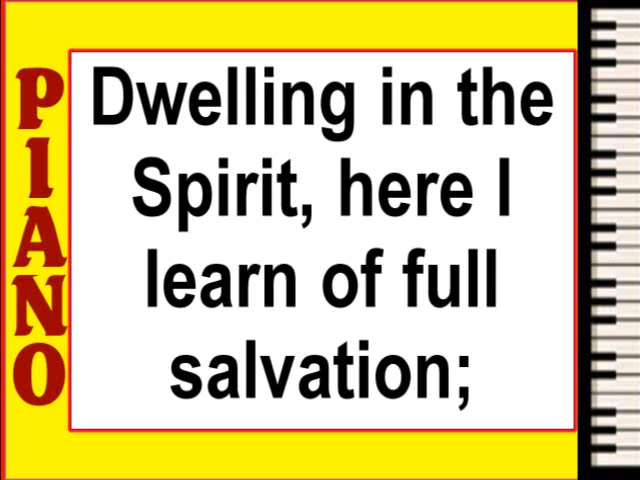 PIANO
Dwelling in the
Spirit, here I
learn of full
salvation;